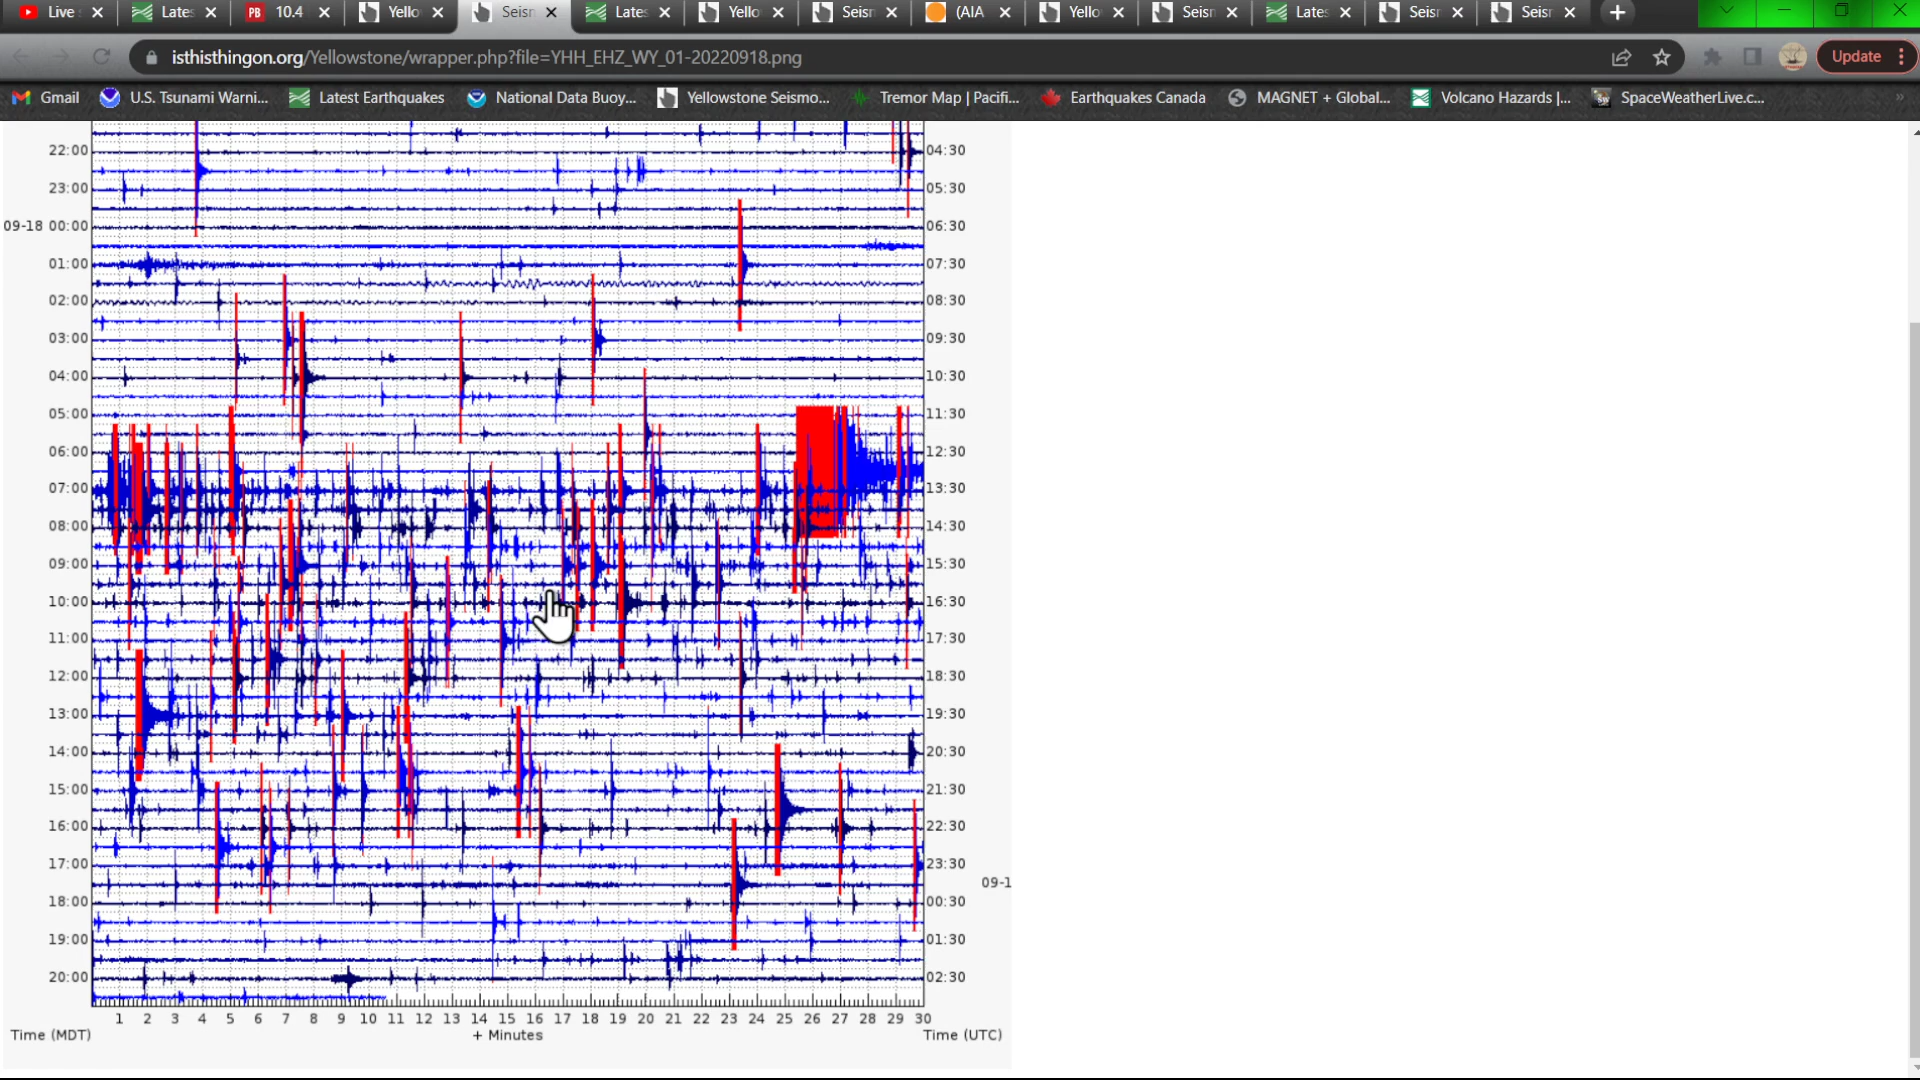 Live
Late
10.4
Yello
Seisn
Late
Yello
Seisn
(AIA
Yello
Seisn
Late
Seisn
Seisn
isthisthingon.org/Yellowstone/wrapper.php?file=YHH_EHZ_WY_01-20220918.png
Update
Gmail
U.S. Tsunami Warni...
Latest Earthquakes
National Data Buoy...
Yellowstone Seismo...
Tremor Map | Pacifi...
Earthquakes Canada
MAGNET + Global...
Volcano Hazards |...
SpaceWeatherLive.c...
22:00 04:30
23:00 05:30
09-18 00:00 06:30
01:00 07:30
02:00 08:30
03:00 09:30
04:00 10:30
05:00 11:30
06:00 12:30
07:00 13:30
08:00 14:30
09:00 15:30
10:00 16:30
11:00 17:30
12:00 18:30
13:00 19:30
14:00 20:30
15:00 21:30
16:00 22:30
17:00 23:30
09-1
18:00 00:30
19:00 01:30
20:00 02:30
1 2 3 4 5 6 7 8 9 10 11 12 13 14 15 16 17 18 19 20 21 22 23 24 25 26 27 28 29 30
Time (MDT) + Minutes Time (UTC)